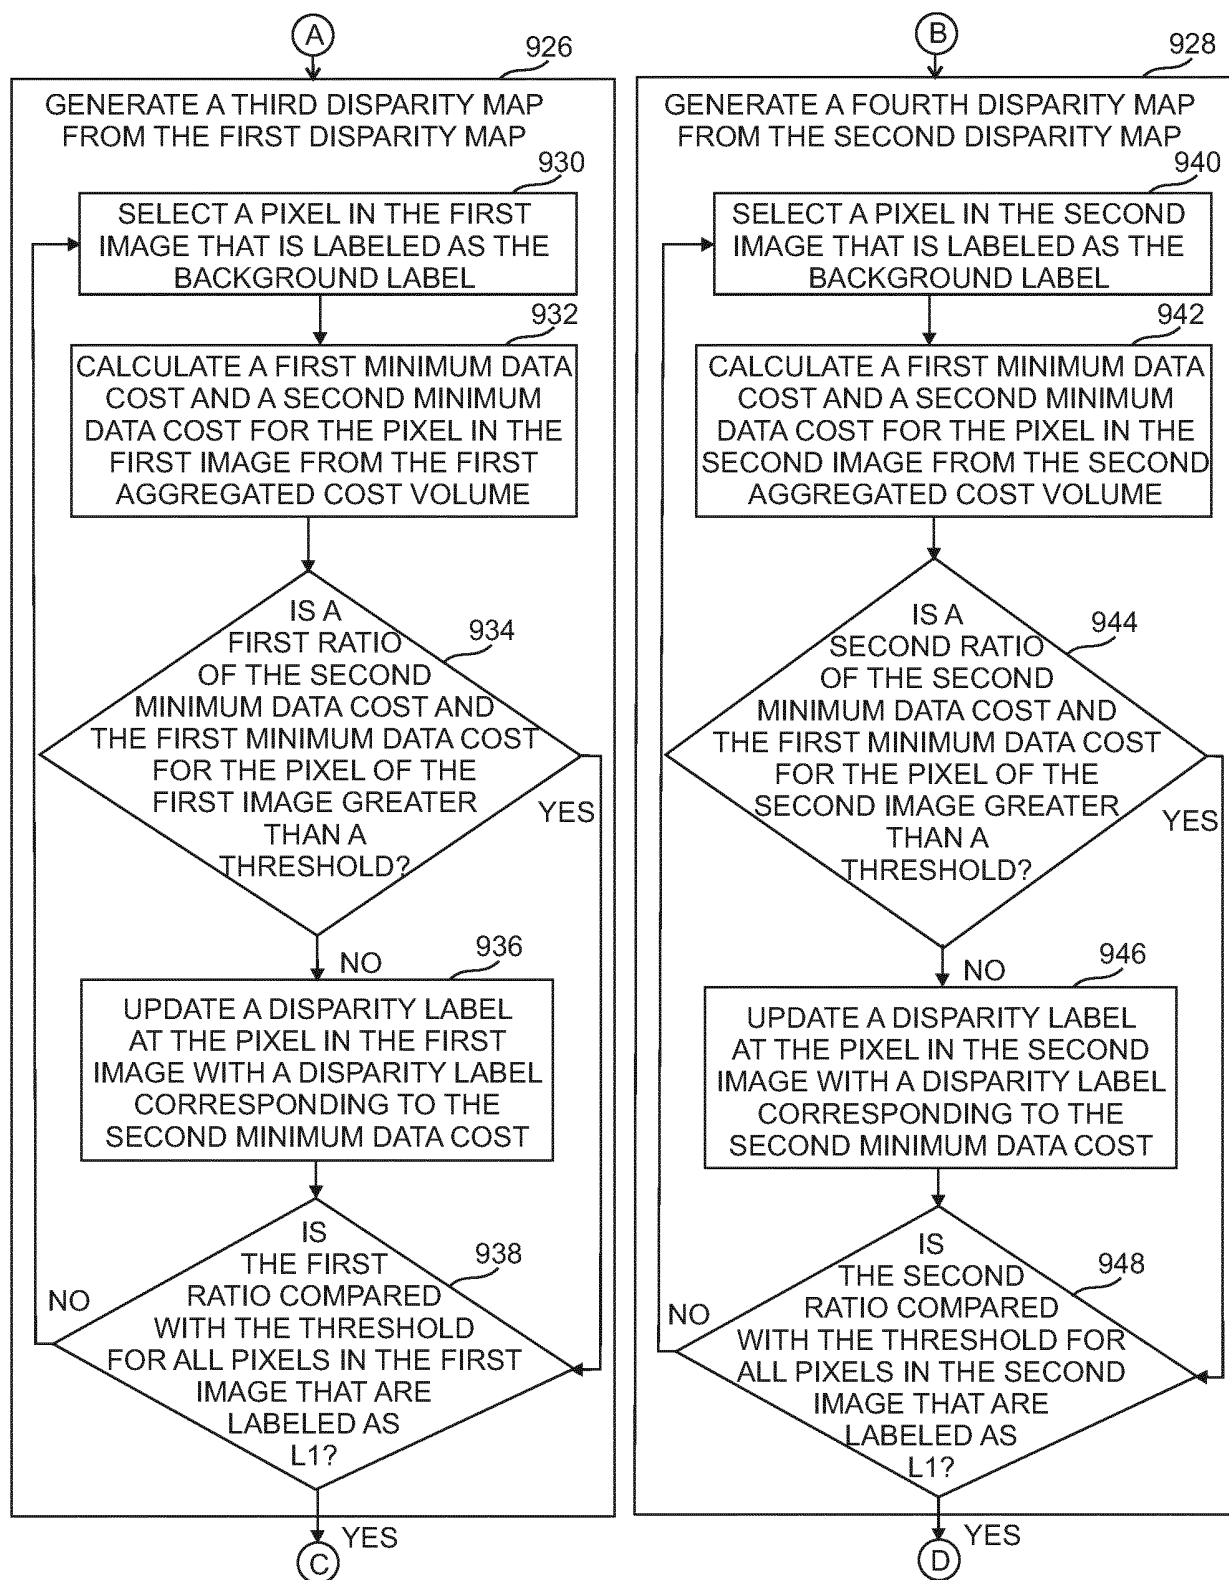 A
926
GENERATE A THIRD DISPARITY MAP
FROM THE FIRST DISPARITY MAP
930
SELECT A PIXEL IN THE FIRST
IMAGE THAT IS LABELED AS THE
BACKGROUND LABEL
932
CALCULATE A FIRST MINIMUM DATA
COST AND A SECOND MINIMUM
DATA COST FOR THE PIXEL IN THE
FIRST IMAGE FROM THE FIRST
AGGREGATED COST VOLUME
934
IS A
FIRST RATIO
OF THE SECOND
MINIMUM DATA COST AND
THE FIRST MINIMUM DATA COST
FOR THE PIXEL OF THE
FIRST IMAGE GREATER
THAN A
THRESHOLD?
YES
NO
936
UPDATE A DISPARITY LABEL
AT THE PIXEL IN THE FIRST
IMAGE WITH A DISPARITY LABEL
CORRESPONDING TO THE
SECOND MINIMUM DATA COST
938
IS
THE FIRST
RATIO COMPARED
WITH THE THRESHOLD
FOR ALL PIXELS IN THE FIRST
IMAGE THAT ARE
LABELED AS
L1?
NO
YES
C
B
928
GENERATE A FOURTH DISPARITY MAP
FROM THE SECOND DISPARITY MAP
940
SELECT A PIXEL IN THE SECOND
IMAGE THAT IS LABELED AS THE
BACKGROUND LABEL
942
CALCULATE A FIRST MINIMUM DATA
COST AND A SECOND MINIMUM
DATA COST FOR THE PIXEL IN THE
SECOND IMAGE FROM THE SECOND
AGGREGATED COST VOLUME
944
IS A
SECOND RATIO
OF THE SECOND
MINIMUM DATA COST AND
THE FIRST MINIMUM DATA COST
FOR THE PIXEL OF THE
SECOND IMAGE GREATER
THAN A
THRESHOLD?
YES
NO
946
UPDATE A DISPARITY LABEL
AT THE PIXEL IN THE SECOND
IMAGE WITH A DISPARITY LABEL
CORRESPONDING TO THE
SECOND MINIMUM DATA COST
948
IS
THE SECOND
RATIO COMPARED
WITH THE THRESHOLD FOR
ALL PIXELS IN THE SECOND
IMAGE THAT ARE
LABELED AS
L1?
NO
YES
D